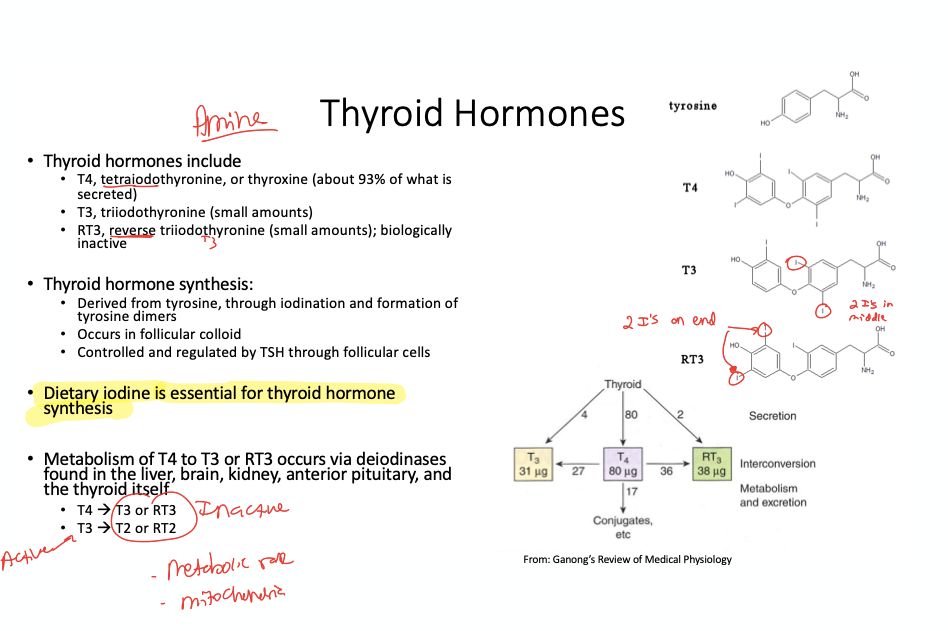 Amine
Thyroid Hormones
• Thyroid hormones include
• T4, tetraiodothyronine, or thyroxine (about 93% of what is
secreted)
• T3, triiodothyronine (small amounts)
• RT3, reverse triiodothyronine (small amounts); biologically
inactive
T3
• Thyroid hormone synthesis:
• Derived from tyrosine, through iodination and formation of
tyrosine dimers
• Occurs in follicular colloid
• Controlled and regulated by TSH through follicular cells
• Dietary iodine is essential for thyroid hormone
synthesis
• Metabolism of T4 to T3 or RT3 occurs via deiodinases
found in the liver, brain, kidney, anterior pituitary, and
the thyroid itself
• T4 → T3 or RT3
• T3 → T2 or RT2
Inactive
Active
- metabolic rate
- mitochondria
tyrosine
HO
OH
O
NH₂
T4
HO
I
I
O
I
I
OH
O
NH₂
T3
HO
I
O
I
I
OH
O
NH₂
2 I's in
middle
2 I's on end
RT3
HO
I
I
O
I
OH
O
NH₂
Thyroid
4 80 2
Secretion
T₃
31 µg
27
T₄
80 µg
36
RT₃
38 µg
Interconversion
17
Metabolism
and excretion
Conjugates,
etc
From: Ganong's Review of Medical Physiology